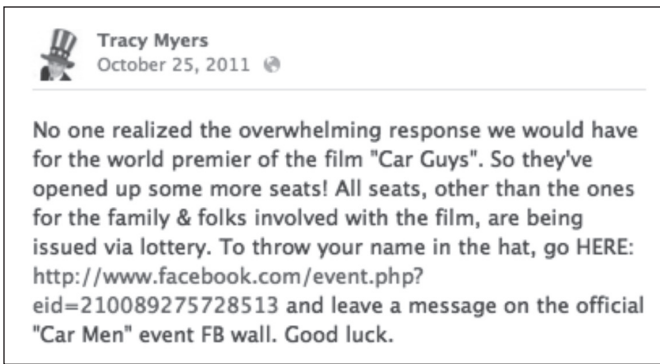 Tracy Myers
October 25, 2011
No one realized the overwhelming response we would have
for the world premier of the film "Car Guys". So they've
opened up some more seats! All seats, other than the ones
for the family & folks involved with the film, are being
issued via lottery. To throw your name in the hat, go HERE:
http://www.facebook.com/event.php?
eid=210089275728513 and leave a message on the official
"Car Men" event FB wall. Good luck.